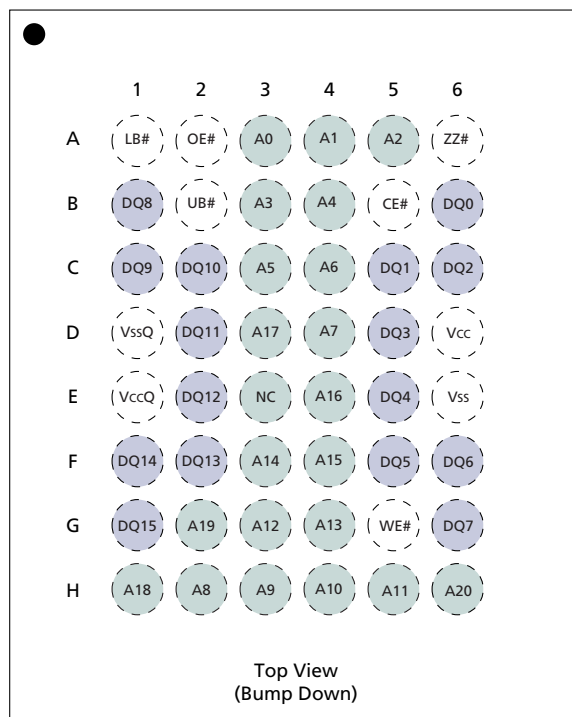 1 2 3 4 5 6
A LB# OE# A0 A1 A2 ZZ#
B DQ8 UB# A3 A4 CE# DQ0
C DQ9 DQ10 A5 A6 DQ1 DQ2
D VssQ DQ11 A17 A7 DQ3 Vcc
E VccQ DQ12 NC A16 DQ4 Vss
F DQ14 DQ13 A14 A15 DQ5 DQ6
G DQ15 A19 A12 A13 WE# DQ7
H A18 A8 A9 A10 A11 A20
Top View
(Bump Down)